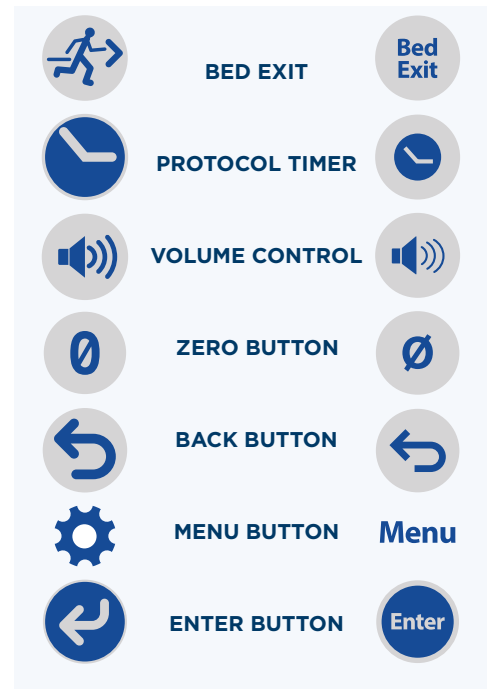 BED EXIT
Bed
Exit
PROTOCOL TIMER
VOLUME CONTROL
0
ZERO BUTTON
Ø
BACK BUTTON
MENU BUTTON
Menu
ENTER BUTTON
Enter